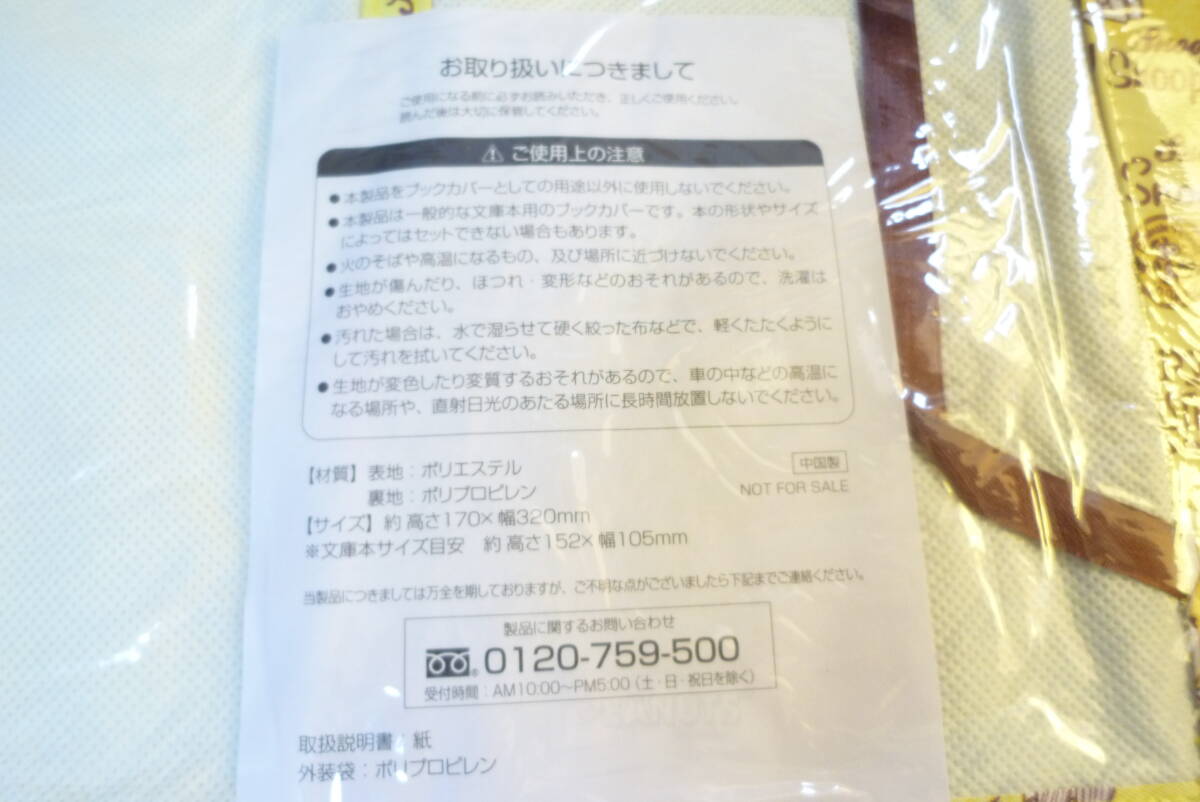 お取り扱いにつきまして
ご使用になる前に必ずお読みいただき、正しくご使用ください。
読んだ後は大切に保管してください。
⚠ ご使用上の注意
●本製品をブックカバーとしての用途以外に使用しないでください。
●本製品は一般的な文庫本用のブックカバーです。本の形状やサイズ
によってはセットできない場合もあります。
●火のそばや高温になるもの、及び場所に近づけないでください。
●生地が傷んだり、ほつれ・変形などのおそれがあるので、洗濯は
おやめください。
●汚れた場合は、水で湿らせて硬く絞った布などで、軽くたたくように
して汚れを拭いてください。
●生地が変色したり変質するおそれがあるので、車の中などの高温に
なる場所や、直射日光のあたる場所に長時間放置しないでください。
【材質】表地：ポリエステル
裏地：ポリプロピレン
中国製
NOT FOR SALE
【サイズ】約 高さ170×幅320mm
※文庫本サイズ目安 約 高さ152×幅105mm
当製品につきましては万全を期しておりますが、ご不明な点がございましたら下記までご連絡ください。
製品に関するお問い合わせ
0120-759-500
受付時間：AM10:00〜PM5:00（土・日・祝日を除く）
取扱説明書：紙
外装袋：ポリプロピレン